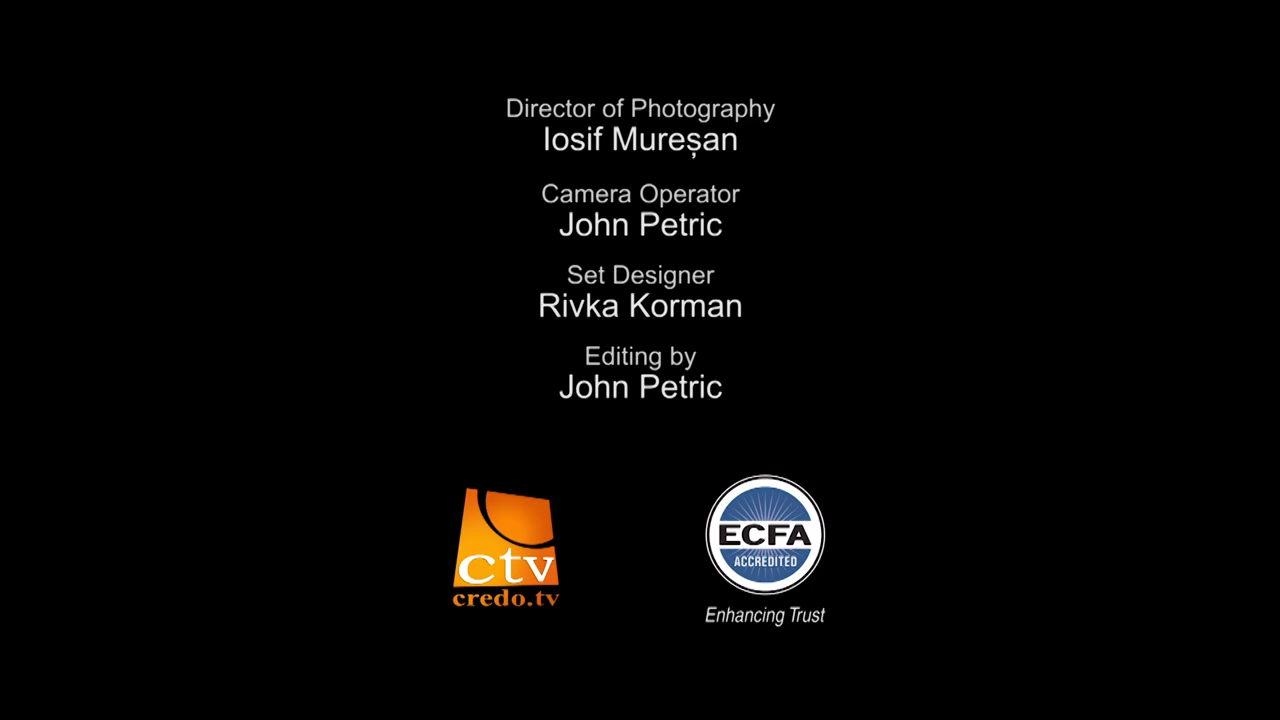 Director of Photography
Iosif Mureșan
Camera Operator
John Petric
Set Designer
Rivka Korman
Editing by
John Petric
ctv
credo.tv
ECFA
ACCREDITED
Enhancing Trust